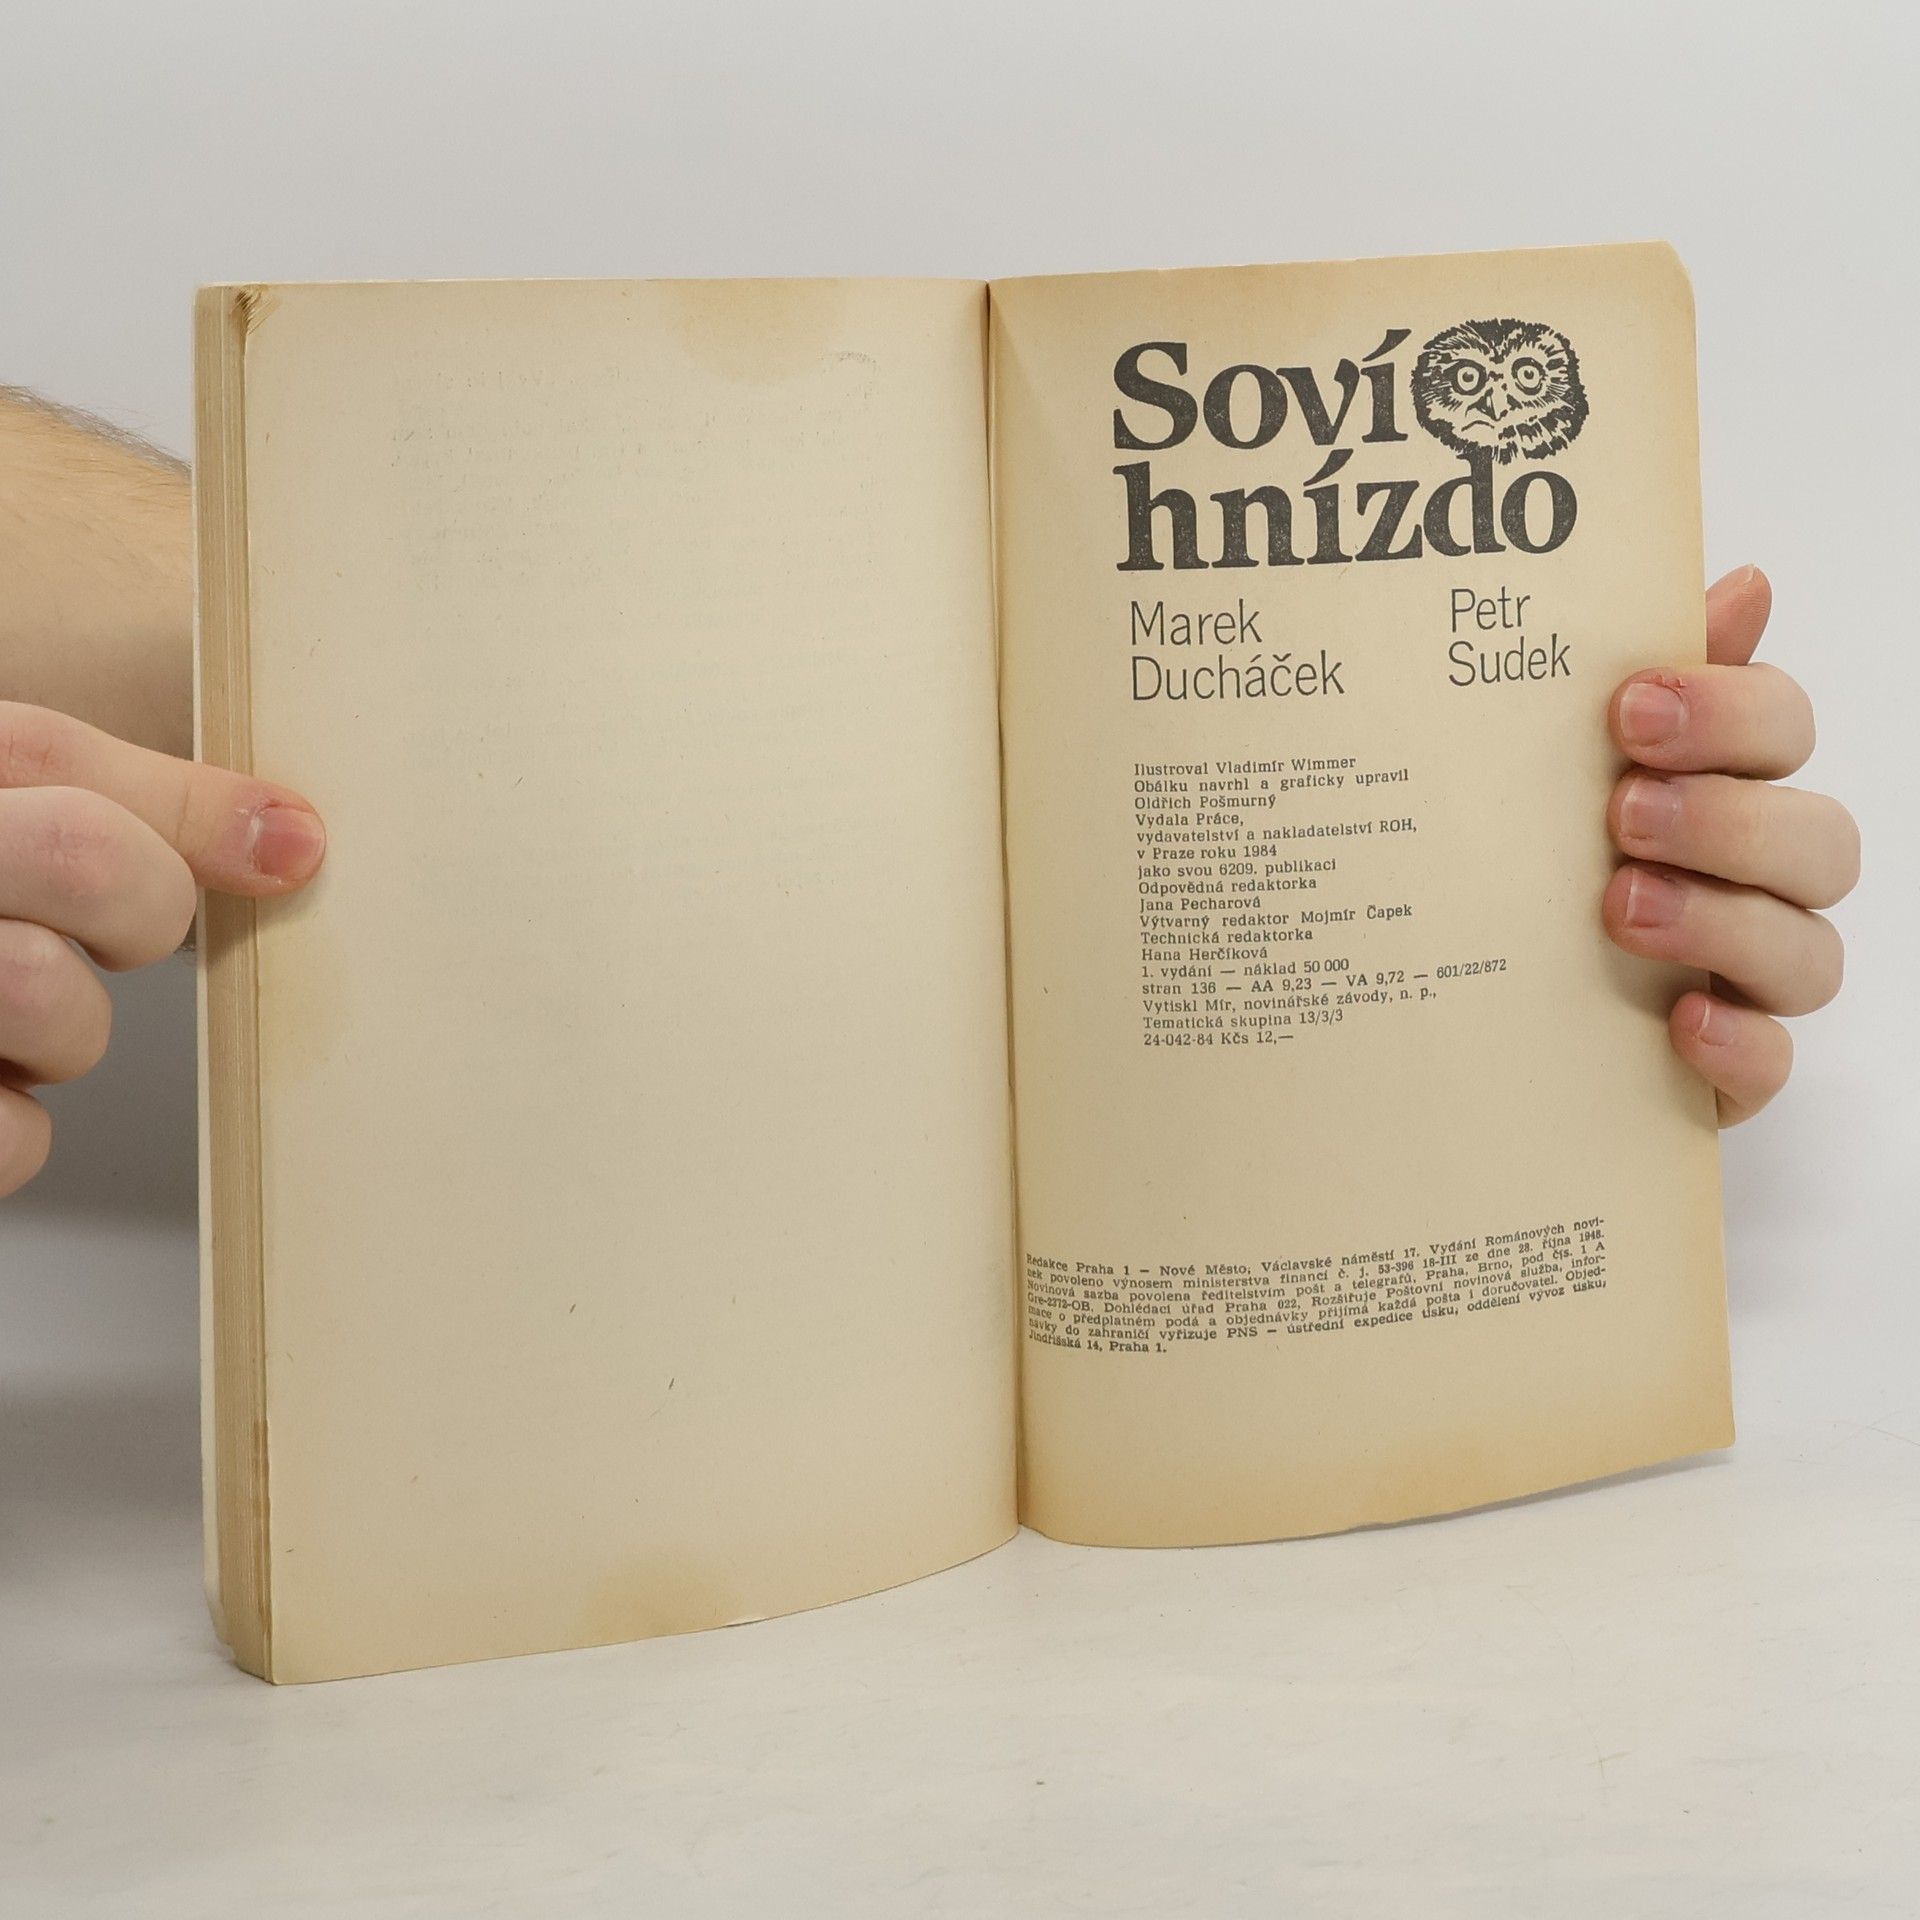 Soví
hnízdo
Marek
Ducháček
Petr
Sudek
Ilustroval Vladimír Wimmer
Obálku navrhl a graficky upravil
Oldřich Pošmurný
Vydala Práce,
vydavatelství a nakladatelství ROH,
v Praze roku 1984
jako svou 6209. publikaci
Odpovědná redaktorka
Jana Pecharová
Výtvarný redaktor Mojmír Čapek
Technická redaktorka
Hana Herčíková
1. vydání — náklad 50 000
stran 136 — AA 9,23 — VA 9,72 — 601/22/872
Vytiskl Mír, novinářské závody, n. p.,
Tematická skupina 13/3/3
24-042-84 Kčs 12,—
Redakce Praha 1 — Nové Město, Václavské náměstí 17. Vydání Románových novi-
nek povoleno výnosem ministerstva financí č. j. 53-396 18-III ze dne 28. října 1948.
Novinová sazba povolena ředitelstvím pošt a telegrafů, Praha, Brno, pod čís. 1 A
Gre-2372-OB, Dohlédací úřad Praha 022, Rozšiřuje Poštovní novinová služba, infor-
mace o předplatném podá a objednávky přijímá každá pošta i doručovatel. Objed-
návky do zahraničí vyřizuje PNS — ústřední expedice tisku, oddělení vývoz tisku,
Jindřišská 14, Praha 1.